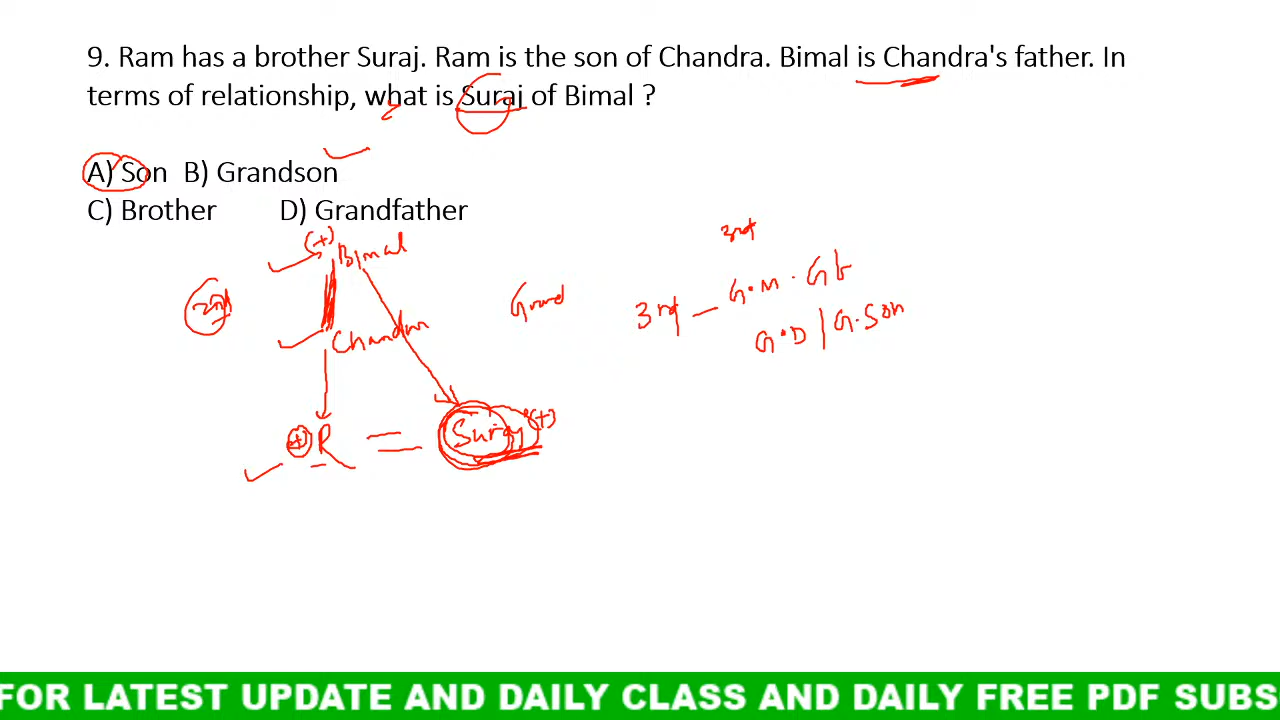 9. Ram has a brother Suraj. Ram is the son of Chandra. Bimal is Chandra's father. In
terms of relationship, what is Suraj of Bimal ?
A) Son B) Grandson
C) Brother D) Grandfather
(+) Bimal
3rd
2nd
Grand
3rd — G.M. GF
Chandra
G.D | G.Son
(+) R = Suraj (+)
FOR LATEST UPDATE AND DAILY CLASS AND DAILY FREE PDF SUBS